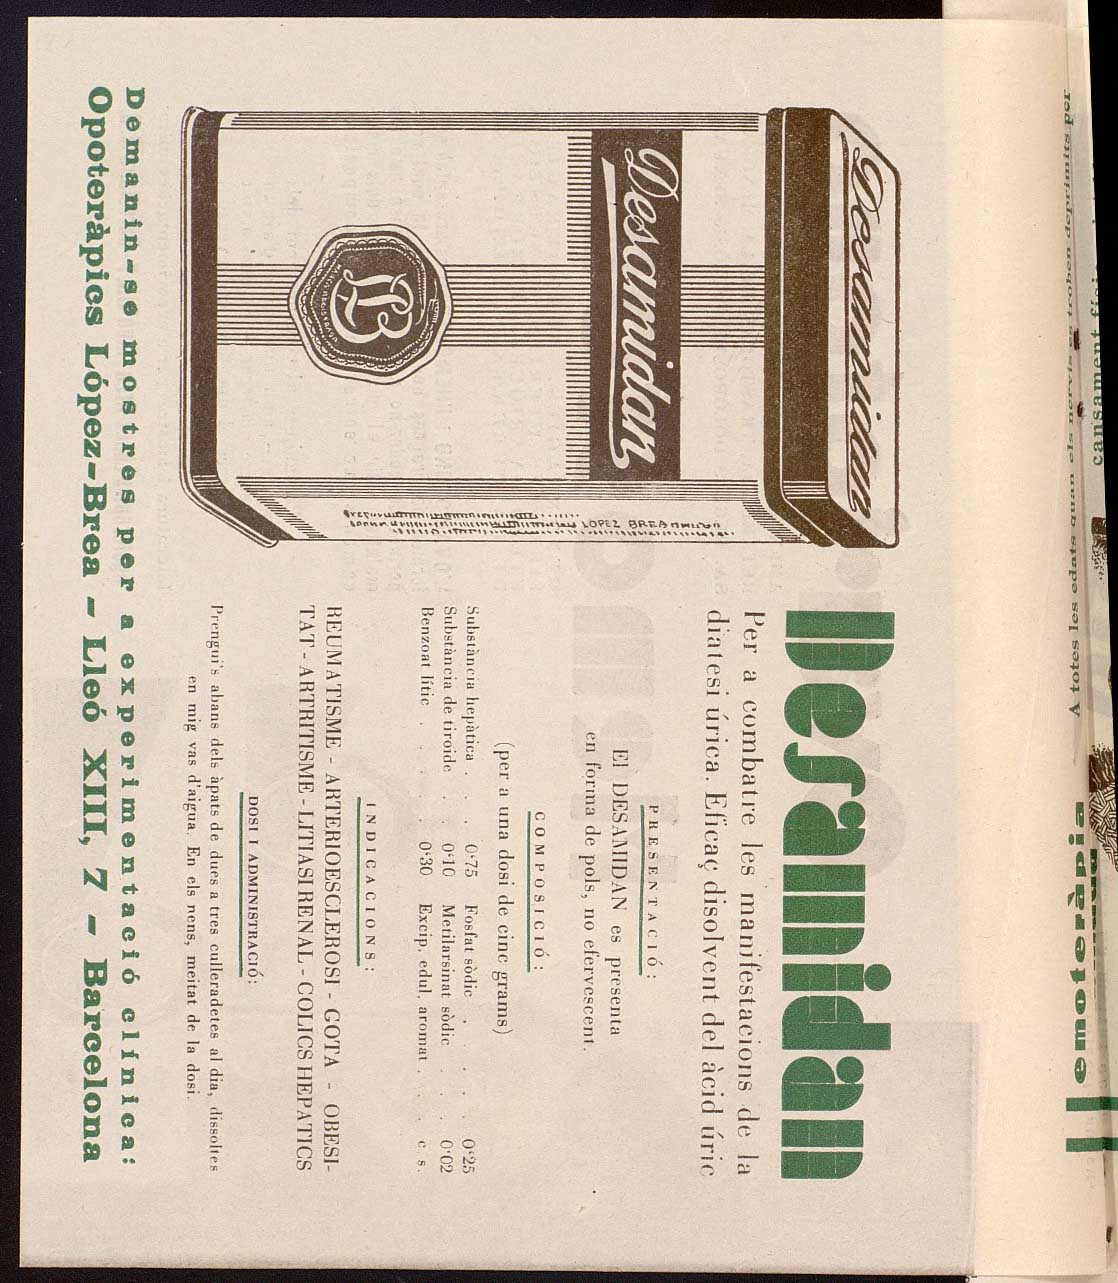 Desamidan
Desamidan
LOPEZ BREA
Desamidan
Per a combatre les manifestacions de la
diatesi úrica. Eficaç disolvent del àcid úric
PRESENTACIÓ:
El DESAMIDAN es presenta
en forma de pols, no efervescent.
COMPOSICIÓ:
(per a una dosi de cinc grams)
Substància hepàtica . . 0'75 Fosfat sòdic . . . . 0'25
Substància de tiroide . . 0'10 Metilarsinat sòdic . . 0'02
Benzoat lític . . . . 0'30 Excip. edul. aromat . . . c. s.
INDICACIONS:
REUMATISME - ARTERIOESCLEROSI - GOTA - OBESI-
TAT - ARTRITISME - LITIASI RENAL - COLICS HEPATICS
DOSI I ADMINISTRACIÓ:
Prengui's abans dels àpats de dues a tres culleradetes al dia, dissoltes
en mig vas d'aigua. En els nens, meitat de la dosi.
Demanin-se mostres per a experimentació clínica:
Opoteràpics López-Brea - Lleó XIII, 7 - Barcelona
emoteràpia
A totes les edats quan els nervis es troben deprimits per
cansament